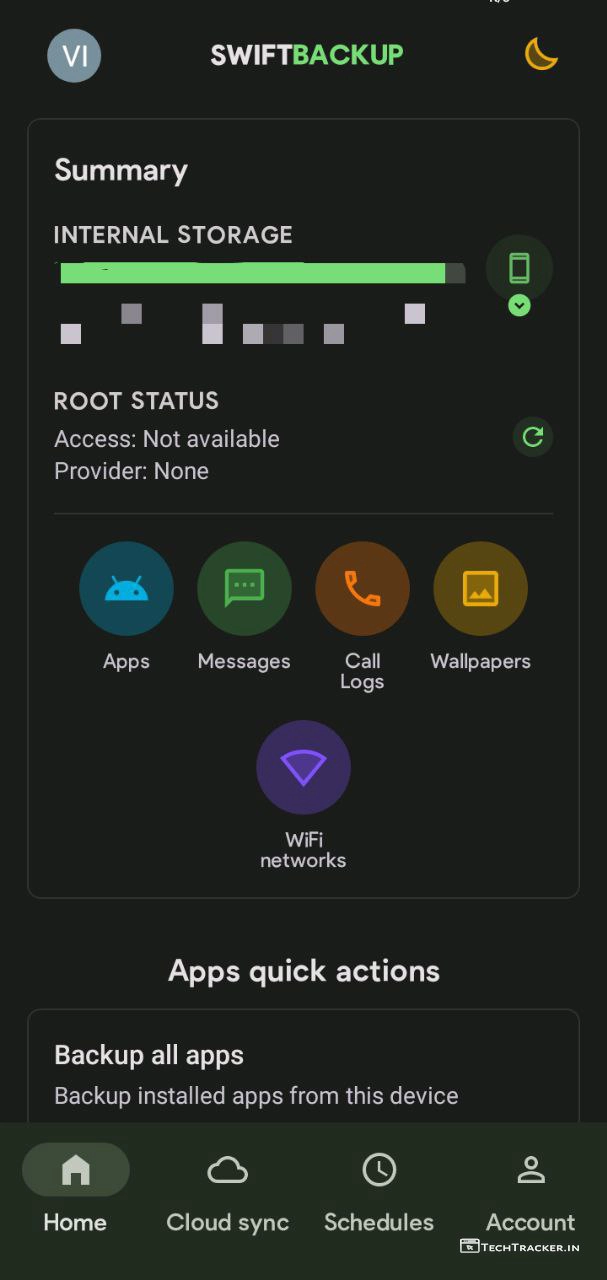 VI
SWIFTBACKUP
Summary
INTERNAL STORAGE
ROOT STATUS
Access: Not available
Provider: None
Apps
Messages
Call
Logs
Wallpapers
WiFi
networks
Apps quick actions
Backup all apps
Backup installed apps from this device
Home
Cloud sync
Schedules
Account
TECHTRACKER.IN